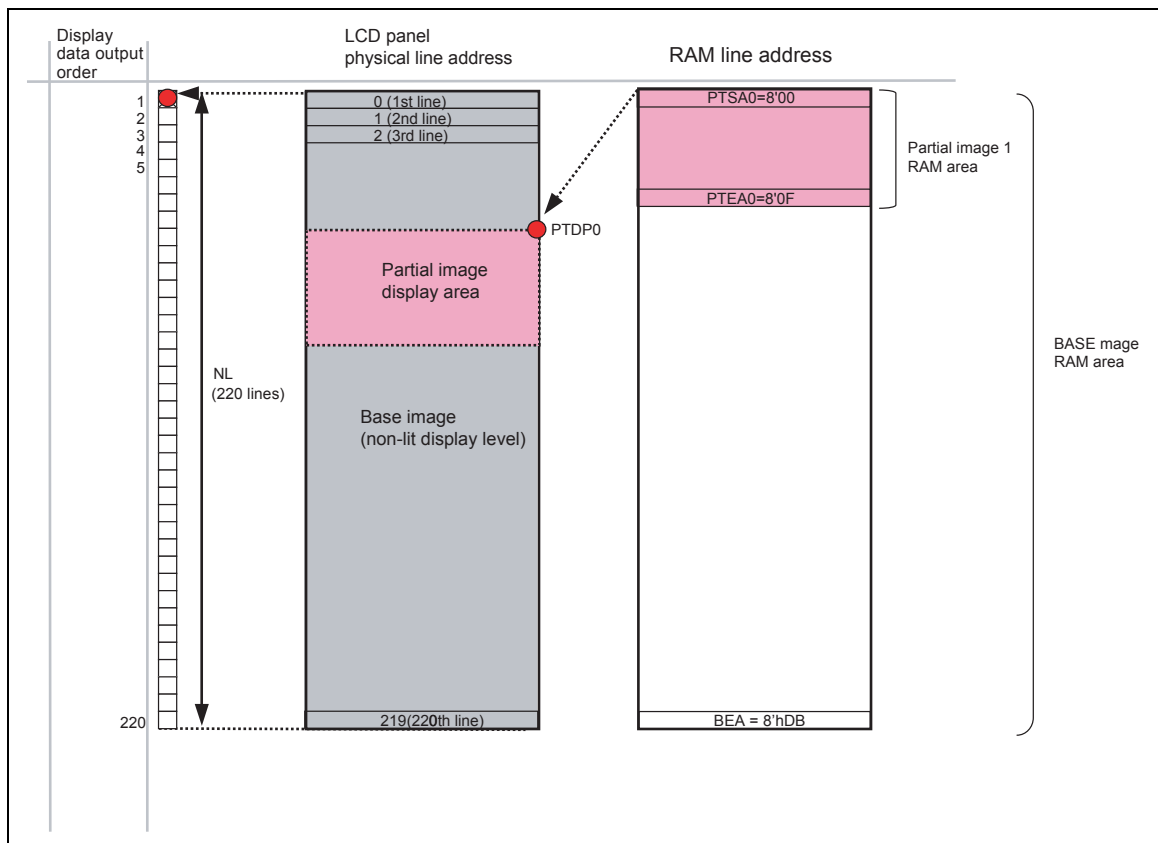 Display
data output
order
LCD panel
physical line address
RAM line address
1
2
3
4
5
220
NL
(220 lines)
0 (1st line)
1 (2nd line)
2 (3rd line)
PTDP0
Partial image
display area
Base image
(non-lit display level)
219(220th line)
PTSA0=8'00
PTEA0=8'0F
BEA = 8'hDB
Partial image 1
RAM area
BASE mage
RAM area